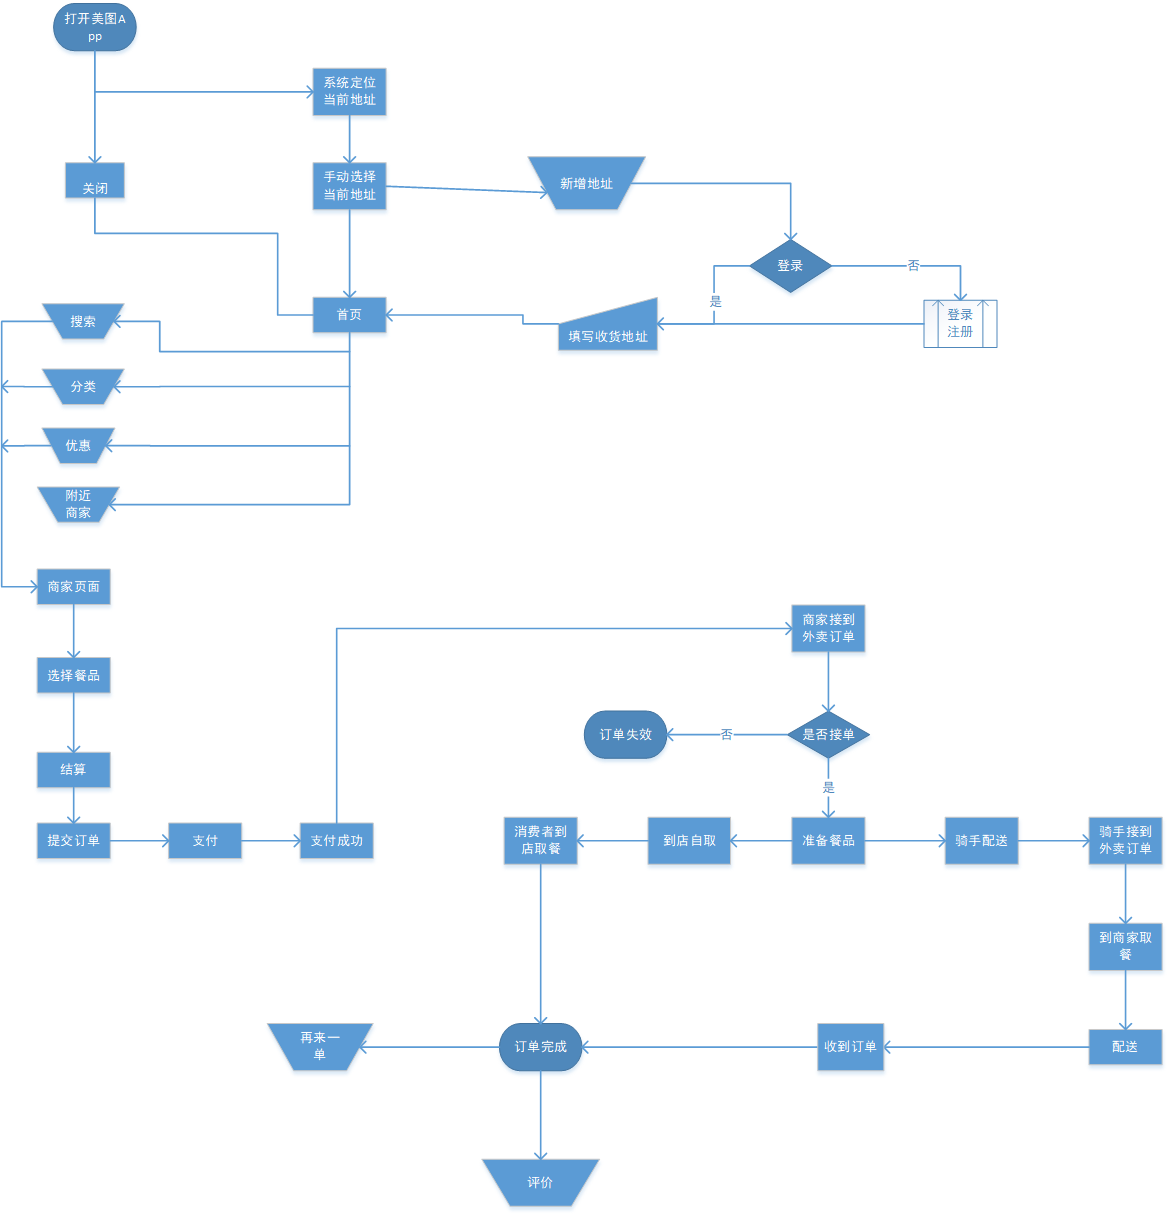 打开美图A
pp
系统定位
当前地址
手动选择
当前地址
新增地址
关闭
登录
否
是
登录
注册
首页
填写收货地址
搜索
分类
优惠
附近
商家
商家页面
选择餐品
结算
提交订单
支付
支付成功
商家接到
外卖订单
是否接单
否
订单失效
是
消费者到
店取餐
到店自取
准备餐品
骑手配送
骑手接到
外卖订单
到商家取
餐
再来一
单
订单完成
收到订单
配送
评价